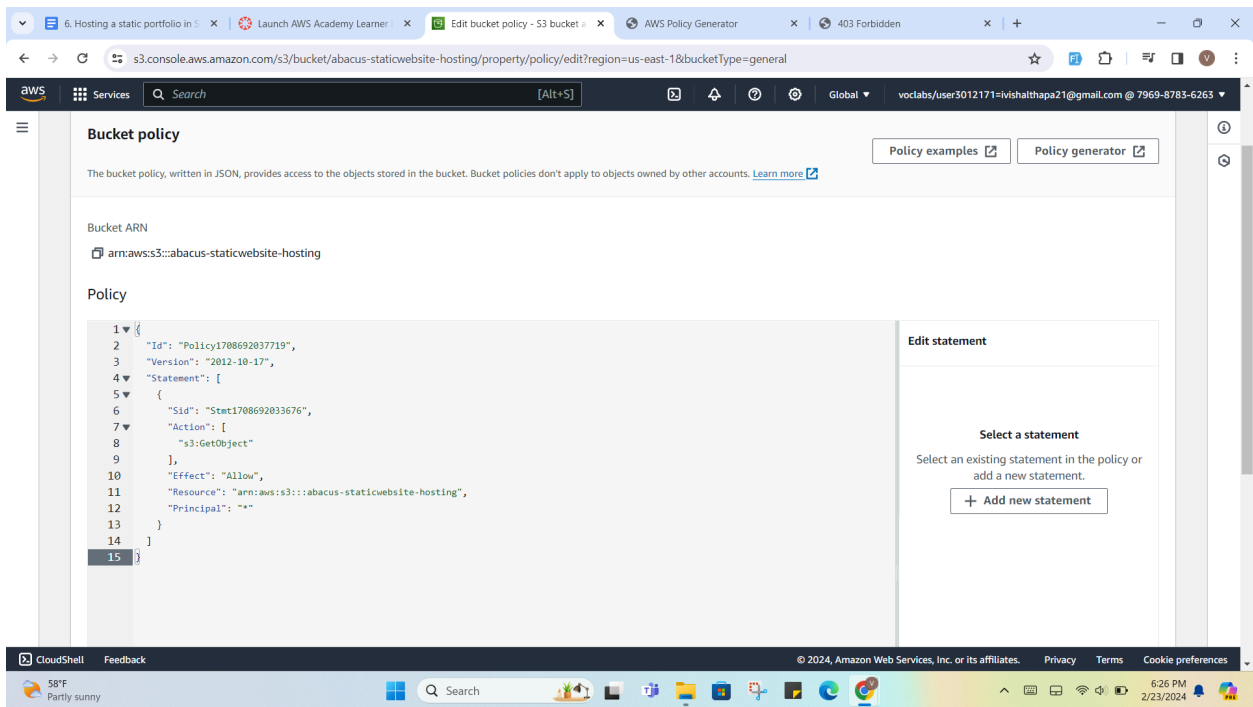 6. Hosting a static portfolio in S
Launch AWS Academy Learner
Edit bucket policy - S3 bucket a
AWS Policy Generator
403 Forbidden
s3.console.aws.amazon.com/s3/bucket/abacus-staticwebsite-hosting/property/policy/edit?region=us-east-1&bucketType=general
V
aws
Services
Search
[Alt+S]
Global
voclabs/user3012171=ivishalthapa21@gmail.com @ 7969-8783-6263
Bucket policy
Policy examples
Policy generator
The bucket policy, written in JSON, provides access to the objects stored in the bucket. Bucket policies don't apply to objects owned by other accounts. Learn more
Bucket ARN
arn:aws:s3:::abacus-staticwebsite-hosting
Policy
1 {
2 "Id": "Policy1708692037719",
3 "Version": "2012-10-17",
4 "Statement": [
5 {
6 "Sid": "Stmt1708692033676",
7 "Action": [
8 "s3:GetObject"
9 ],
10 "Effect": "Allow",
11 "Resource": "arn:aws:s3:::abacus-staticwebsite-hosting",
12 "Principal": "*"
13 }
14 ]
15 }
Edit statement
Select a statement
Select an existing statement in the policy or
add a new statement.
+ Add new statement
CloudShell
Feedback
© 2024, Amazon Web Services, Inc. or its affiliates.
Privacy
Terms
Cookie preferences
58°F
Partly sunny
Search
6:26 PM
2/23/2024